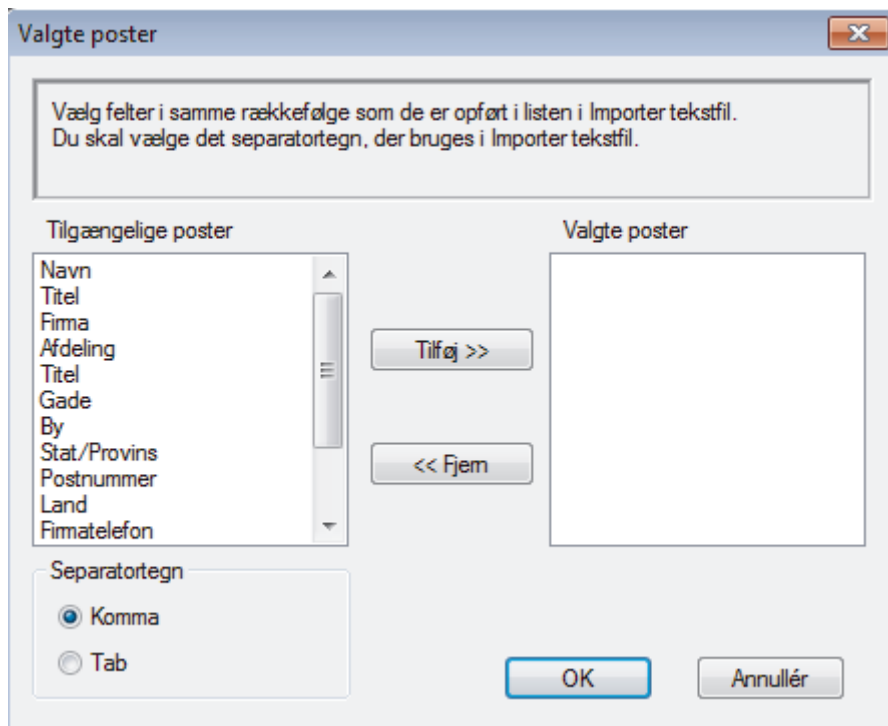 Valgte poster
Vælg felter i samme rækkefølge som de er opført i listen i Importer tekstfil.
Du skal vælge det separatortegn, der bruges i Importer tekstfil.
Tilgængelige poster
Valgte poster
Navn
Titel
Firma
Afdeling
Titel
Gade
By
Stat/Provins
Postnummer
Land
Firmatelefon
Tilføj >>
<< Fjern
Separatortegn
Komma
Tab
OK
Annullér